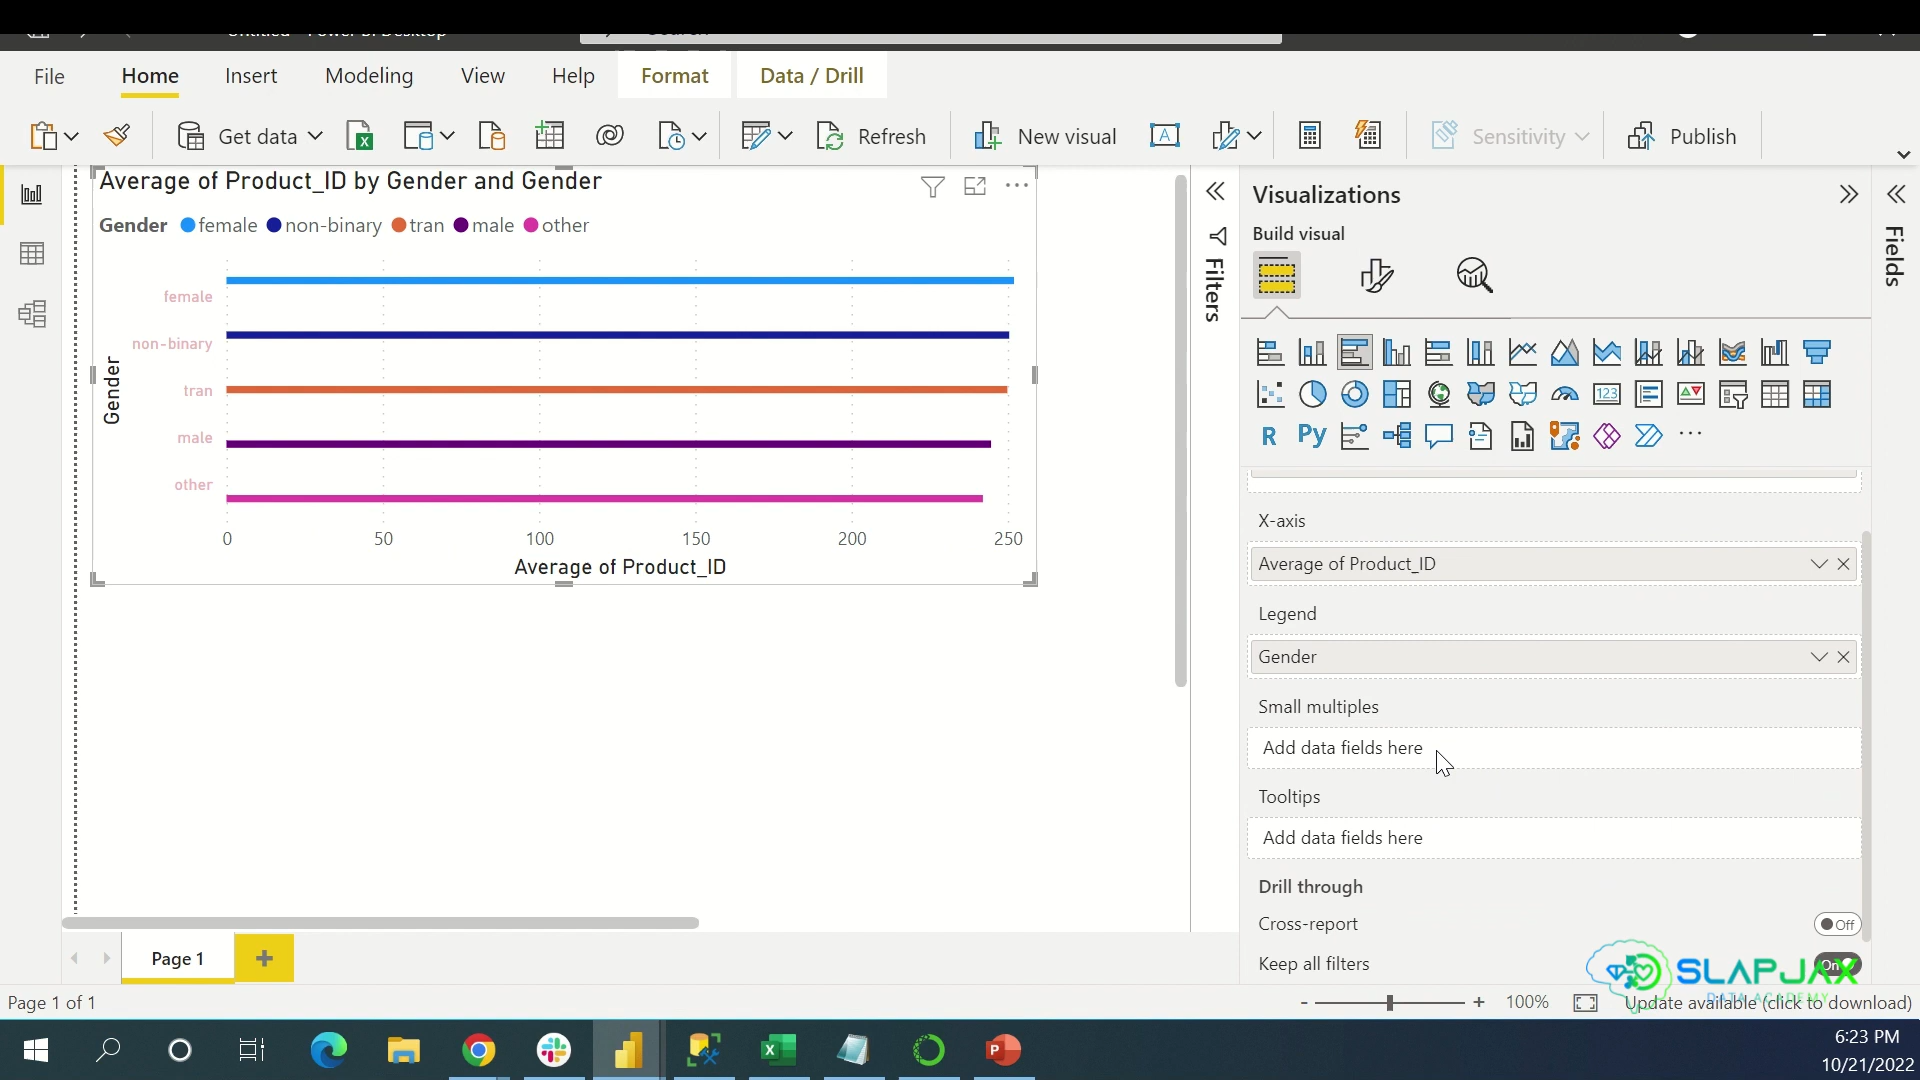 File Home Insert Modeling View Help Format Data / Drill
Get data Refresh New visual A Sensitivity Publish
Average of Product_ID by Gender and Gender
Gender female non-binary tran male other
female
non-binary
tran
male
other
Gender
0 50 100 150 200 250
Average of Product_ID
Filters
Visualizations
Build visual
123
R Py
X-axis
Average of Product_ID
Legend
Gender
Small multiples
Add data fields here
Tooltips
Add data fields here
Drill through
Cross-report Off
Keep all filters On
Fields
SLAPJAX
DATA ACADEMY
Page 1
Page 1 of 1
- + 100% Update available (click to download)
6:23 PM
10/21/2022